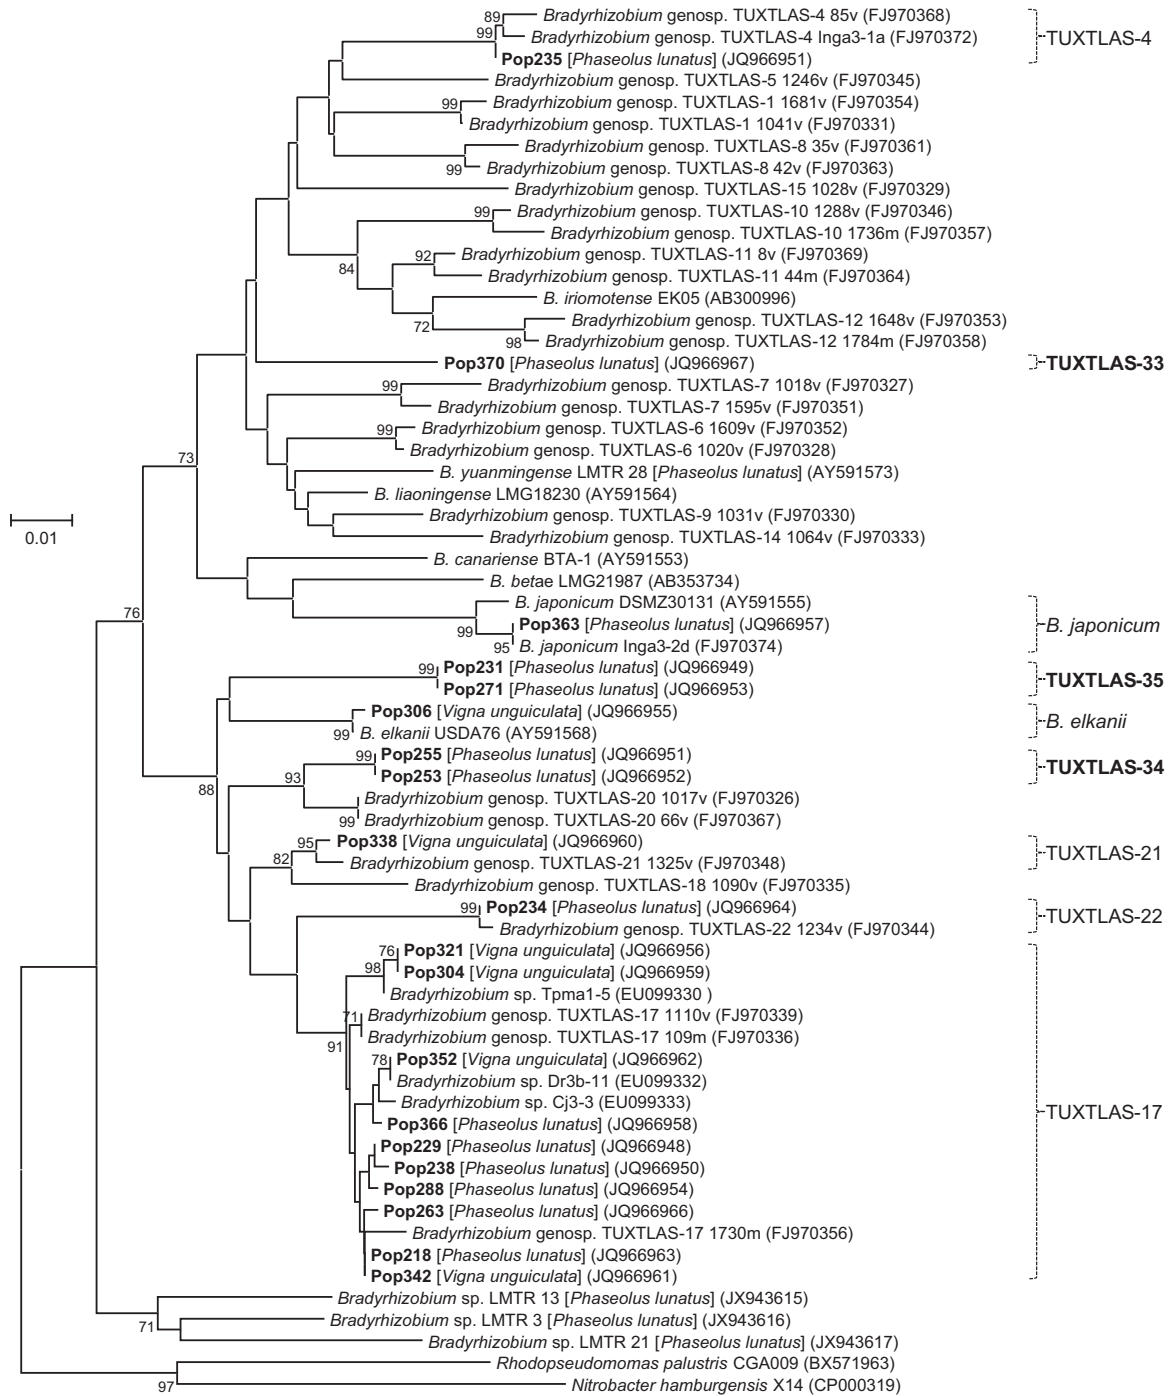 89 Bradyrhizobium genosp. TUXTLAS-4 85v (FJ970368)
99 Bradyrhizobium genosp. TUXTLAS-4 Inga3-1a (FJ970372) TUXTLAS-4
Pop235 [Phaseolus lunatus] (JQ966951)
Bradyrhizobium genosp. TUXTLAS-5 1246v (FJ970345)
99 Bradyrhizobium genosp. TUXTLAS-1 1681v (FJ970354)
Bradyrhizobium genosp. TUXTLAS-1 1041v (FJ970331)
Bradyrhizobium genosp. TUXTLAS-8 35v (FJ970361)
99 Bradyrhizobium genosp. TUXTLAS-8 42v (FJ970363)
Bradyrhizobium genosp. TUXTLAS-15 1028v (FJ970329)
99 Bradyrhizobium genosp. TUXTLAS-10 1288v (FJ970346)
Bradyrhizobium genosp. TUXTLAS-10 1736m (FJ970357)
92 Bradyrhizobium genosp. TUXTLAS-11 8v (FJ970369)
84 Bradyrhizobium genosp. TUXTLAS-11 44m (FJ970364)
B. iriomotense EK05 (AB300996)
72 Bradyrhizobium genosp. TUXTLAS-12 1648v (FJ970353)
98 Bradyrhizobium genosp. TUXTLAS-12 1784m (FJ970358)
Pop370 [Phaseolus lunatus] (JQ966967) TUXTLAS-33
99 Bradyrhizobium genosp. TUXTLAS-7 1018v (FJ970327)
Bradyrhizobium genosp. TUXTLAS-7 1595v (FJ970351)
99 Bradyrhizobium genosp. TUXTLAS-6 1609v (FJ970352)
Bradyrhizobium genosp. TUXTLAS-6 1020v (FJ970328)
73 B. yuanmingense LMTR 28 [Phaseolus lunatus] (AY591573)
B. liaoningense LMG18230 (AY591564)
Bradyrhizobium genosp. TUXTLAS-9 1031v (FJ970330)
0.01 Bradyrhizobium genosp. TUXTLAS-14 1064v (FJ970333)
B. canariense BTA-1 (AY591553)
B. betae LMG21987 (AB353734)
76 B. japonicum DSMZ30131 (AY591555)
99 Pop363 [Phaseolus lunatus] (JQ966957) B. japonicum
95 B. japonicum Inga3-2d (FJ970374)
99 Pop231 [Phaseolus lunatus] (JQ966949)
Pop271 [Phaseolus lunatus] (JQ966953) TUXTLAS-35
Pop306 [Vigna unguiculata] (JQ966955)
99 B. elkanii USDA76 (AY591568) B. elkanii
99 Pop255 [Phaseolus lunatus] (JQ966951)
93 Pop253 [Phaseolus lunatus] (JQ966952) TUXTLAS-34
88 Bradyrhizobium genosp. TUXTLAS-20 1017v (FJ970326)
99 Bradyrhizobium genosp. TUXTLAS-20 66v (FJ970367)
95 Pop338 [Vigna unguiculata] (JQ966960)
82 Bradyrhizobium genosp. TUXTLAS-21 1325v (FJ970348) TUXTLAS-21
Bradyrhizobium genosp. TUXTLAS-18 1090v (FJ970335)
99 Pop234 [Phaseolus lunatus] (JQ966964) TUXTLAS-22
Bradyrhizobium genosp. TUXTLAS-22 1234v (FJ970344)
76 Pop321 [Vigna unguiculata] (JQ966956)
98 Pop304 [Vigna unguiculata] (JQ966959)
Bradyrhizobium sp. Tpma1-5 (EU099330 )
71 Bradyrhizobium genosp. TUXTLAS-17 1110v (FJ970339)
91 Bradyrhizobium genosp. TUXTLAS-17 109m (FJ970336)
78 Pop352 [Vigna unguiculata] (JQ966962)
Bradyrhizobium sp. Dr3b-11 (EU099332)
Bradyrhizobium sp. Cj3-3 (EU099333) TUXTLAS-17
Pop366 [Phaseolus lunatus] (JQ966958)
Pop229 [Phaseolus lunatus] (JQ966948)
Pop238 [Phaseolus lunatus] (JQ966950)
Pop288 [Phaseolus lunatus] (JQ966954)
Pop263 [Phaseolus lunatus] (JQ966966)
Bradyrhizobium genosp. TUXTLAS-17 1730m (FJ970356)
Pop218 [Phaseolus lunatus] (JQ966963)
Pop342 [Vigna unguiculata] (JQ966961)
Bradyrhizobium sp. LMTR 13 [Phaseolus lunatus] (JX943615)
71 Bradyrhizobium sp. LMTR 3 [Phaseolus lunatus] (JX943616)
Bradyrhizobium sp. LMTR 21 [Phaseolus lunatus] (JX943617)
Rhodopseudomomas palustris CGA009 (BX571963)
97 Nitrobacter hamburgensis X14 (CP000319)